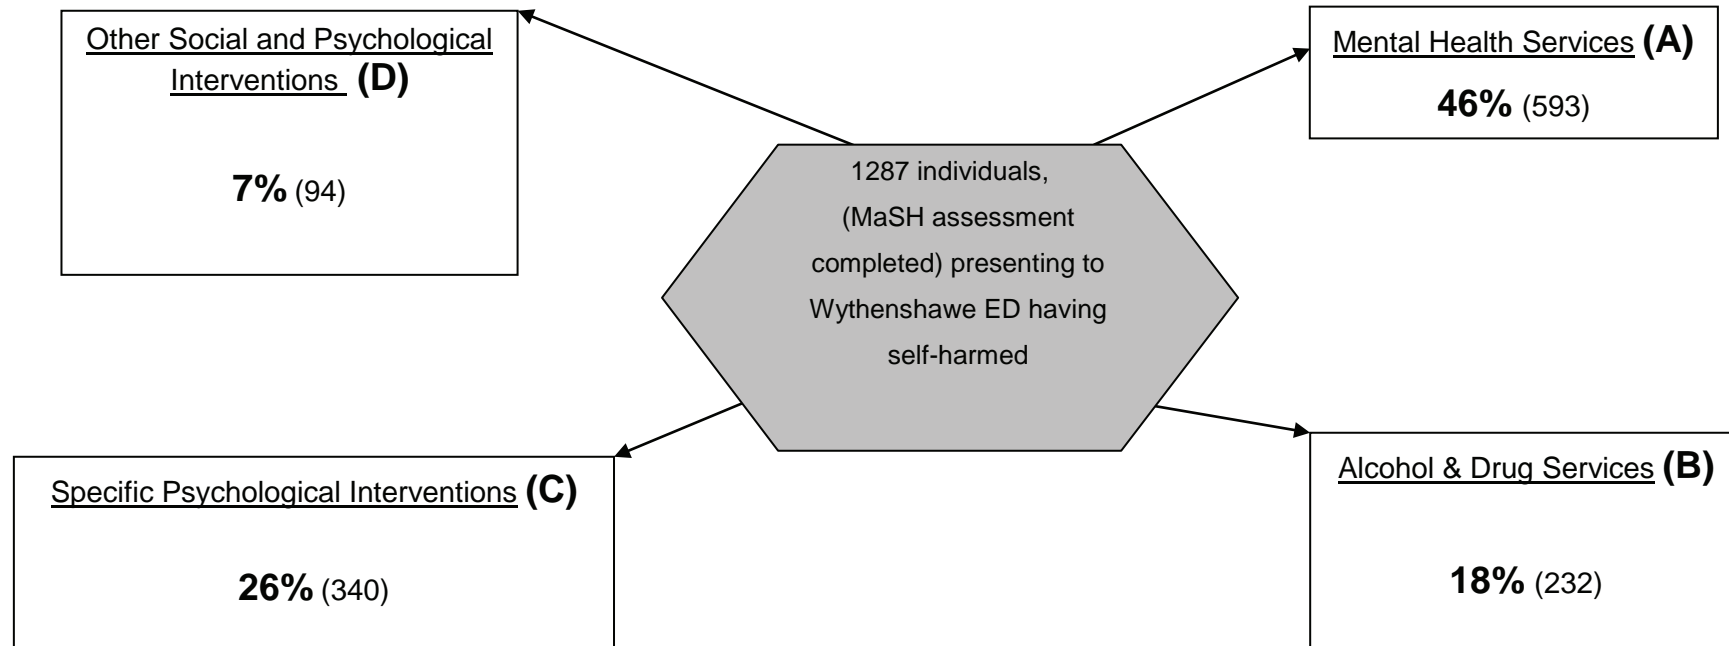 Other Social and Psychological
Interventions (D)
7% (94)
Mental Health Services (A)
46% (593)
1287 individuals,
(MaSH assessment
completed) presenting to
Wythenshawe ED having
self-harmed
Specific Psychological Interventions (C)
26% (340)
Alcohol & Drug Services (B)
18% (232)